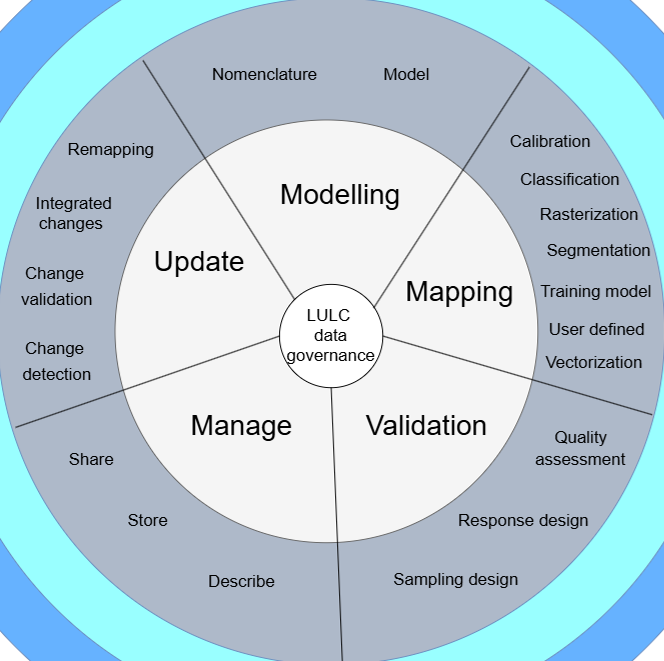 Nomenclature
Model
Modelling
Calibration
Classification
Rasterization
Segmentation
Training model
User defined
Vectorization
Mapping
Quality
assessment
Response design
Sampling design
Validation
Describe
Store
Share
Manage
Remapping
Integrated
changes
Change
validation
Change
detection
Update
LULC
data
governance